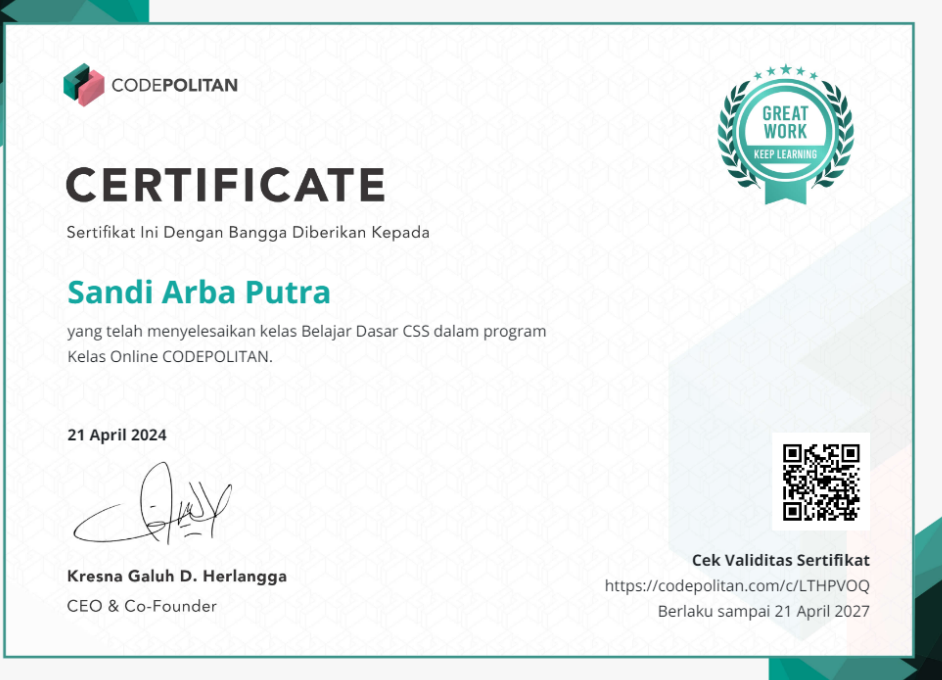 CODEPOLITAN
GREAT
WORK
KEEP LEARNING
CERTIFICATE
Sertifikat Ini Dengan Bangga Diberikan Kepada
Sandi Arba Putra
yang telah menyelesaikan kelas Belajar Dasar CSS dalam program
Kelas Online CODEPOLITAN.
21 April 2024
Kresna Galuh D. Herlangga
CEO & Co-Founder
Cek Validitas Sertifikat
https://codepolitan.com/c/LTHPVOQ
Berlaku sampai 21 April 2027